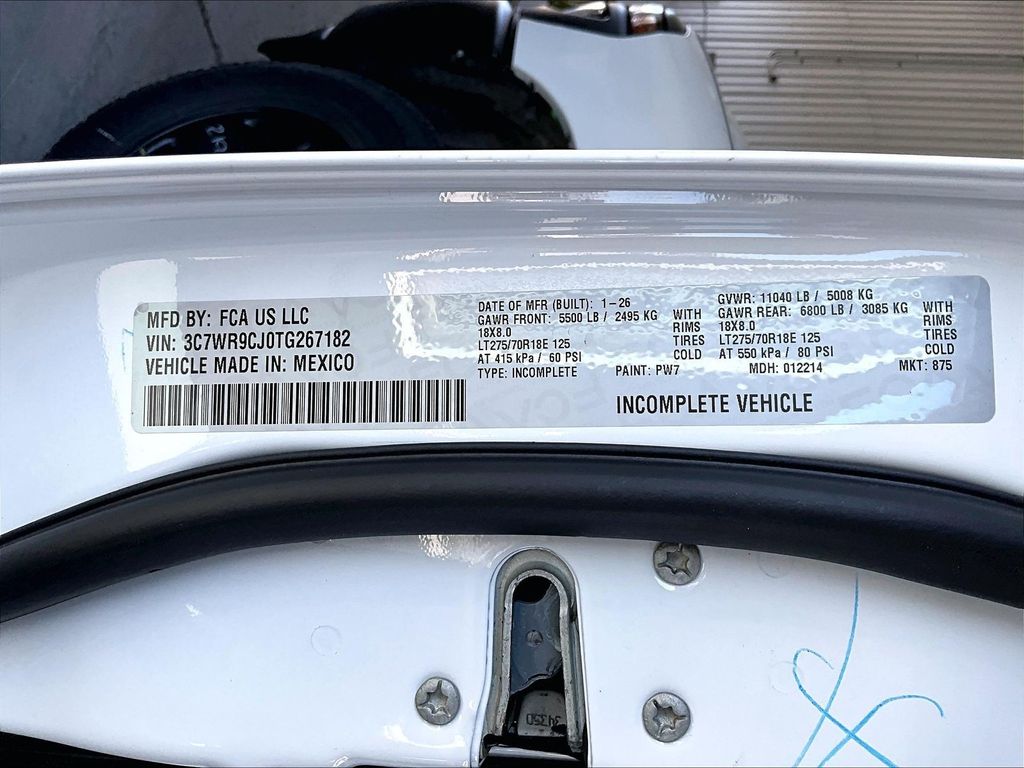 MFD BY: FCA US LLC
VIN: 3C7WR9CJ0TG267182
VEHICLE MADE IN: MEXICO
DATE OF MFR (BUILT): 1-26
GAWR FRONT: 5500 LB / 2495 KG WITH
18X8.0 RIMS
LT275/70R18E 125 TIRES
AT 415 kPa / 60 PSI COLD
GVWR: 11040 LB / 5008 KG
GAWR REAR: 6800 LB / 3085 KG WITH
18X8.0 RIMS
LT275/70R18E 125 TIRES
AT 550 kPa / 80 PSI COLD
TYPE: INCOMPLETE PAINT: PW7 MDH: 012214 MKT: 875
INCOMPLETE VEHICLE